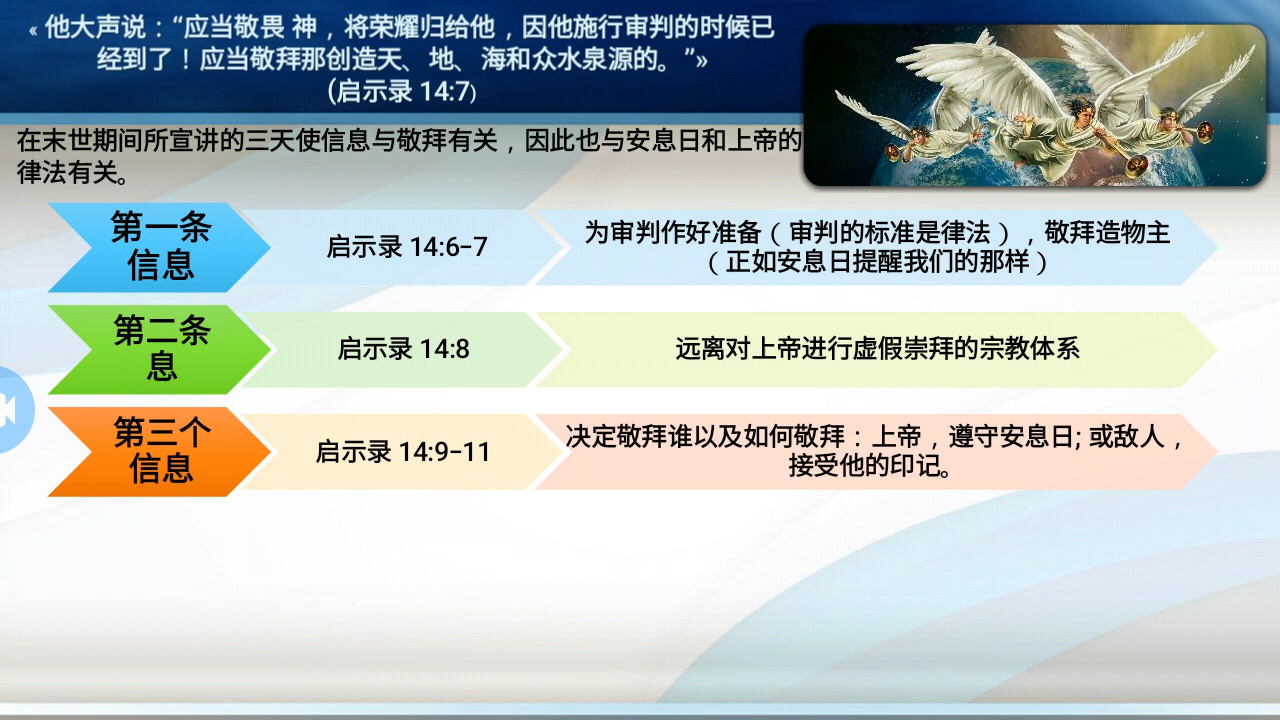 « 他大声说：“应当敬畏 神，将荣耀归给他，因他施行审判的时候已
经到了！应当敬拜那创造天、地、海和众水泉源的。”»
(启示录 14:7)
在末世期间所宣讲的三天使信息与敬拜有关，因此也与安息日和上帝的
律法有关。
第一条
信息
启示录 14:6-7
为审判作好准备（审判的标准是律法），敬拜造物主
（正如安息日提醒我们的那样）
第二条
息
启示录 14:8
远离对上帝进行虚假崇拜的宗教体系
第三个
信息
启示录 14:9-11
决定敬拜谁以及如何敬拜：上帝，遵守安息日; 或敌人，
接受他的印记。